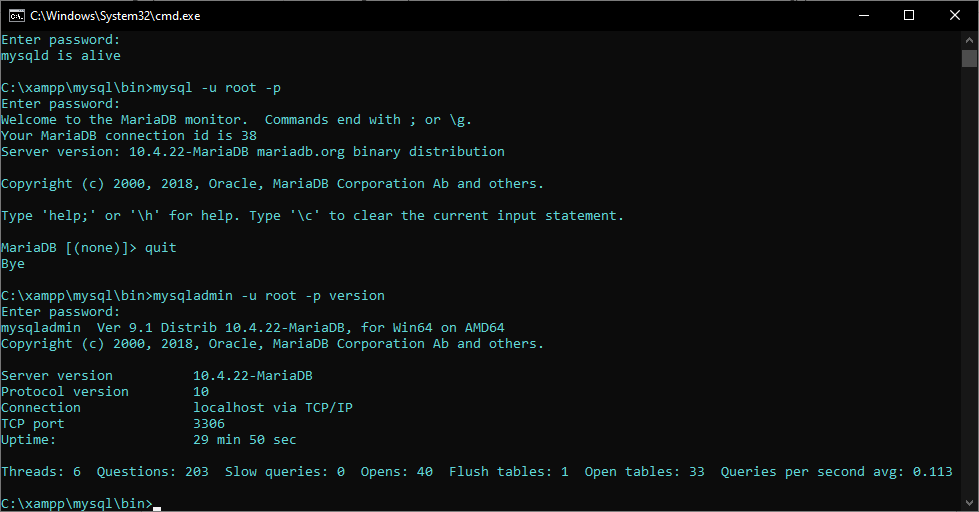 C:\Windows\System32\cmd.exe
Enter password:
mysqld is alive
C:\xampp\mysql\bin>mysql -u root -p
Enter password:
Welcome to the MariaDB monitor.  Commands end with ; or \g.
Your MariaDB connection id is 38
Server version: 10.4.22-MariaDB mariadb.org binary distribution
Copyright (c) 2000, 2018, Oracle, MariaDB Corporation Ab and others.
Type 'help;' or '\h' for help. Type '\c' to clear the current input statement.
MariaDB [(none)]> quit
Bye
C:\xampp\mysql\bin>mysqladmin -u root -p version
Enter password:
mysqladmin  Ver 9.1 Distrib 10.4.22-MariaDB, for Win64 on AMD64
Copyright (c) 2000, 2018, Oracle, MariaDB Corporation Ab and others.
Server version          10.4.22-MariaDB
Protocol version        10
Connection              localhost via TCP/IP
TCP port                3306
Uptime:                 29 min 50 sec
Threads: 6  Questions: 203  Slow queries: 0  Opens: 40  Flush tables: 1  Open tables: 33  Queries per second avg: 0.113
C:\xampp\mysql\bin>